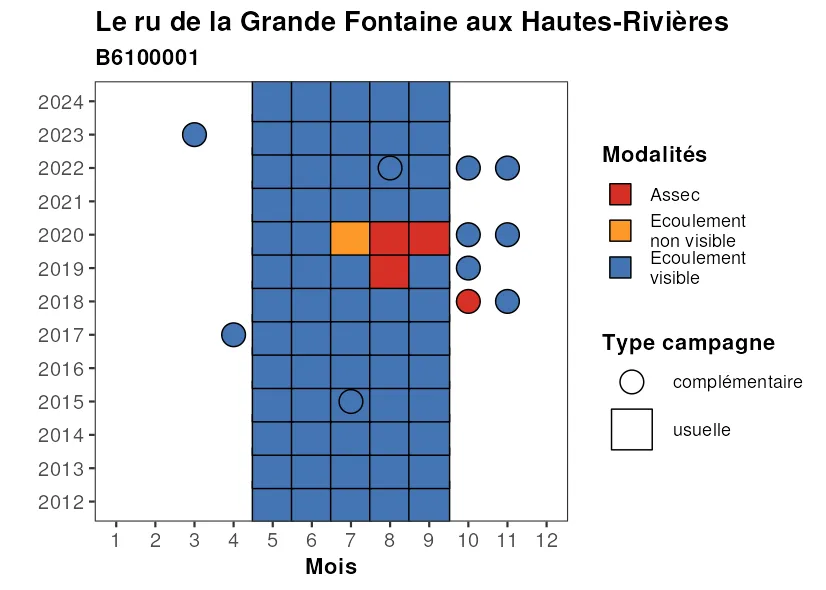 Le ru de la Grande Fontaine aux Hautes-Rivières
B6100001
2024
2023
2022
2021
2020
2019
2018
2017
2016
2015
2014
2013
2012
1 2 3 4 5 6 7 8 9 10 11 12
Mois
Modalités
Assec
Ecoulement
non visible
Ecoulement
visible
Type campagne
complémentaire
usuelle